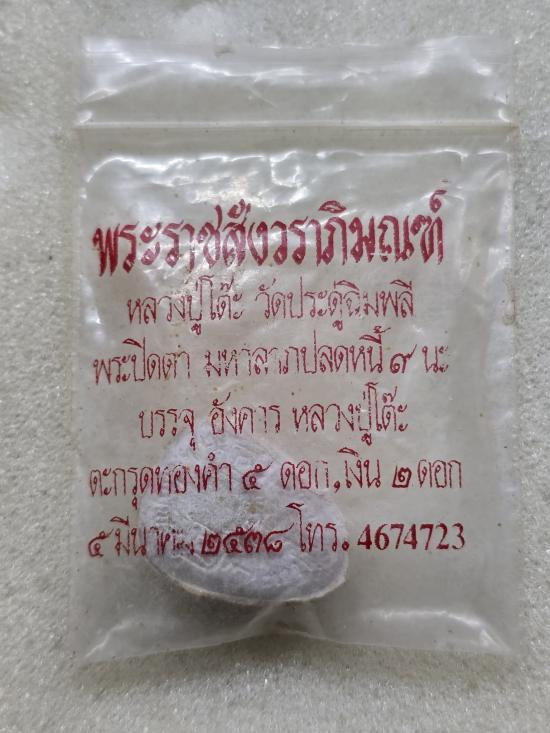 พระราชสังวราภิมณฑ์
หลวงปู่โต๊ะ วัดประดู่ฉิมพลี
พระปิดตา มหาลาภปลดหนี้ ๙ นะ
บรรจุ อังคาร หลวงปู่โต๊ะ
ตะกรุดทองคำ ๕ ดอก,เงิน ๒ ดอก
๕ มีนาคม ๒๕๓๘ โทร. 4674723